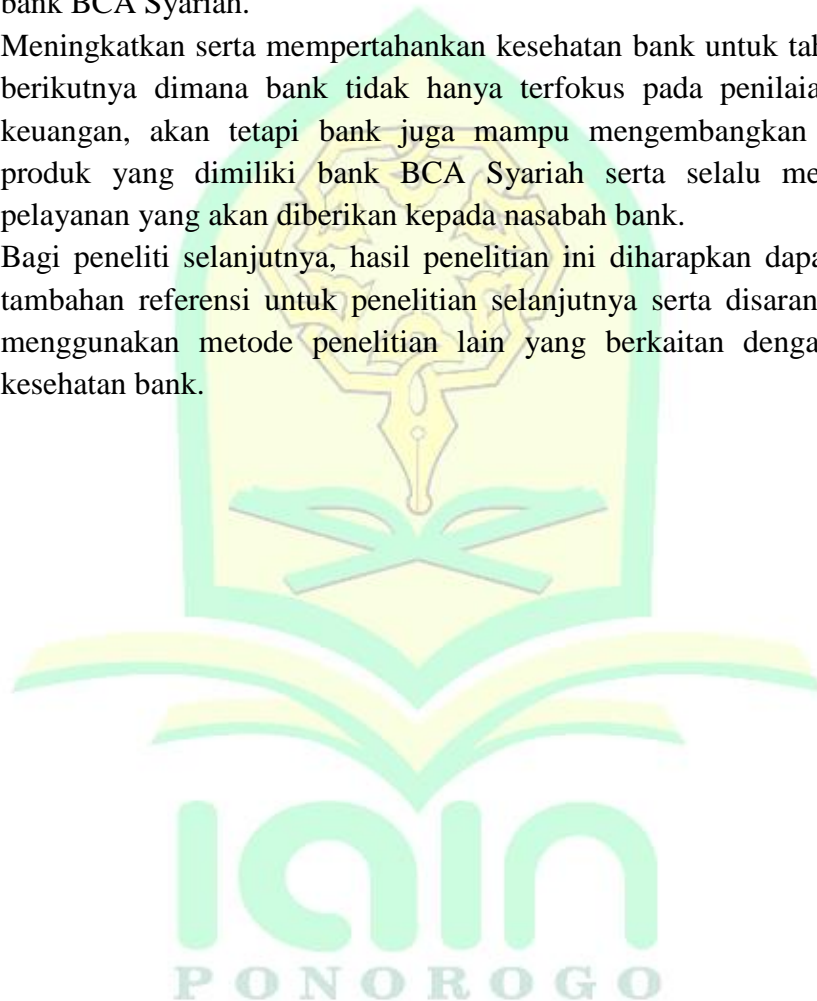 bank BCA Syariah.
Meningkatkan serta mempertahankan kesehatan bank untuk tah
berikutnya dimana bank tidak hanya terfokus pada penilaia
keuangan, akan tetapi bank juga mampu mengembangkan
produk yang dimiliki bank BCA Syariah serta selalu me
pelayanan yang akan diberikan kepada nasabah bank.
Bagi peneliti selanjutnya, hasil penelitian ini diharapkan dapa
tambahan referensi untuk penelitian selanjutnya serta disaran
menggunakan metode penelitian lain yang berkaitan denga
kesehatan bank.
iain
PONOROGO